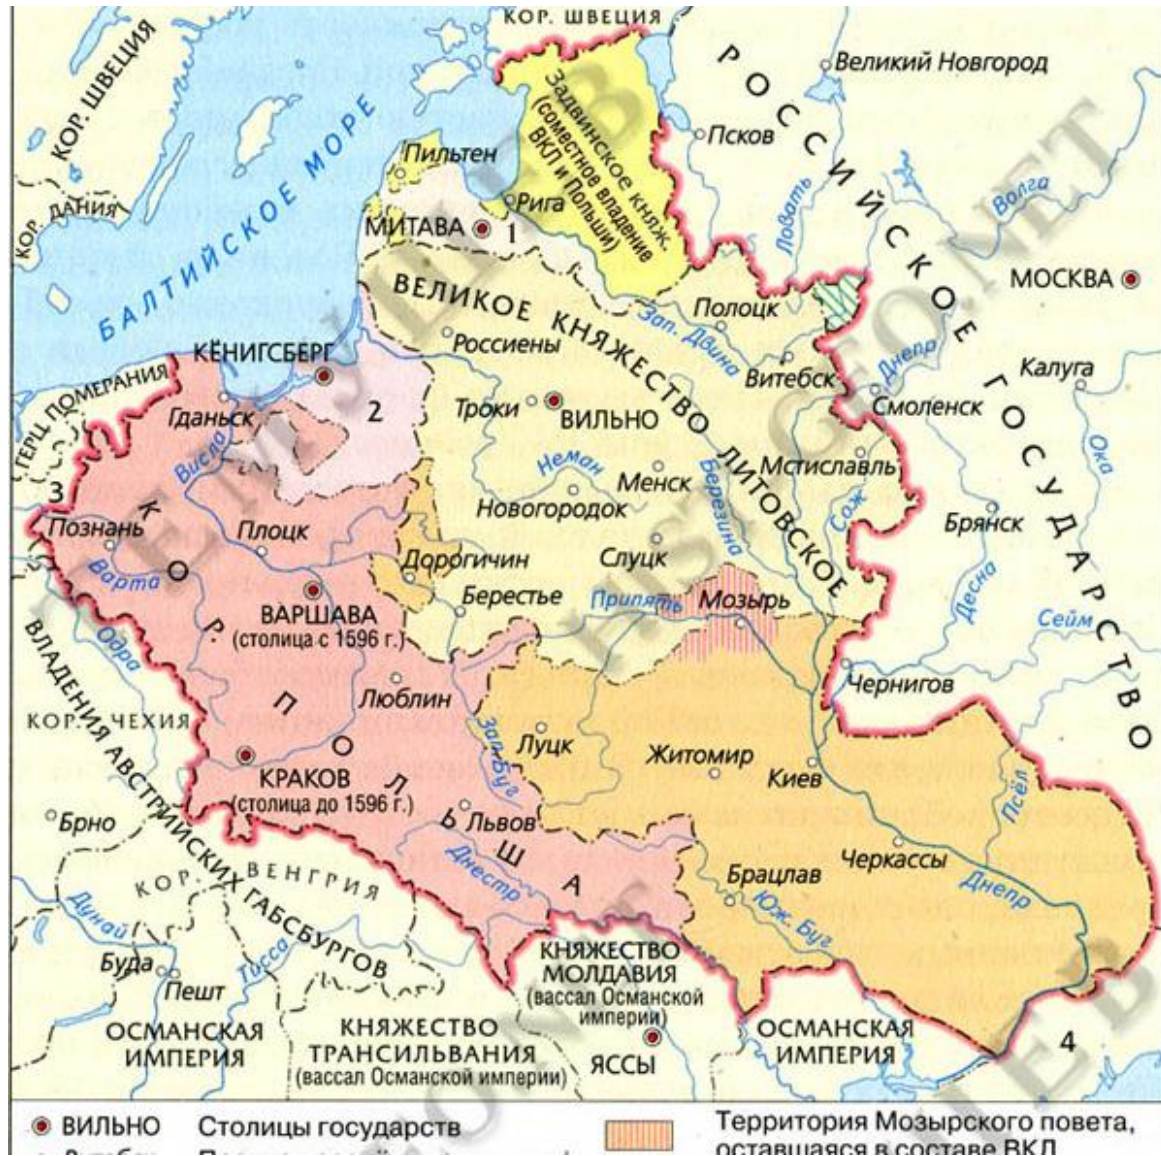 КОР. ШВЕЦИЯ
КОР. ШВЕЦИЯ
РОССИЙСКОЕ ГОСУДАРСТВО
Великий Новгород
Псков
Ловать
Волга
Задвинское княж.
(соместное владение
ВКЛ и Польши)
БАЛТИЙСКОЕ МОРЕ
Пильтен
Рига
МИТАВА
1
КОР. ДАНИЯ
МОСКВА
ВЕЛИКОЕ КНЯЖЕСТВО ЛИТОВСКОЕ
Полоцк
Зап. Двина
Россиены
Витебск
Днепр
Смоленск
Калуга
Ока
КЁНИГСБЕРГ
ГЕРЦ. ПОМЕРАНИЯ
Гданьск
2
Троки
ВИЛЬНО
Висла
Неман
Менск
Березина
Мстиславль
Сож
Новогородок
Брянск
3
Познань
Плоцк
Слуцк
Дорогичин
Варта
ВАРШАВА
(столица с 1596 г.)
Берестье
Припять
Мозырь
Десна
Сейм
Одра
КОР. ПОЛЬША
Люблин
Чернигов
ВЛАДЕНИЯ АВСТРИЙСКИХ ГАБСБУРГОВ
КОР. ЧЕХИЯ
Зап. Буг
Луцк
Житомир
Киев
Псёл
КРАКОВ
(столица до 1596 г.)
Брно
Львов
Черкассы
Днестр
Брацлав
Юж. Буг
Днепр
КОР. ВЕНГРИЯ
Дунай
Тисса
Буда
Пешт
КНЯЖЕСТВО
МОЛДАВИЯ
(вассал Османской
империи)
ЯССЫ
ОСМАНСКАЯ
ИМПЕРИЯ
КНЯЖЕСТВО
ТРАНСИЛЬВАНИЯ
(вассал Османской империи)
ОСМАНСКАЯ
ИМПЕРИЯ
4
ВИЛЬНО Столицы государств
Территория Мозырского повета,
оставшаяся в составе ВКЛ